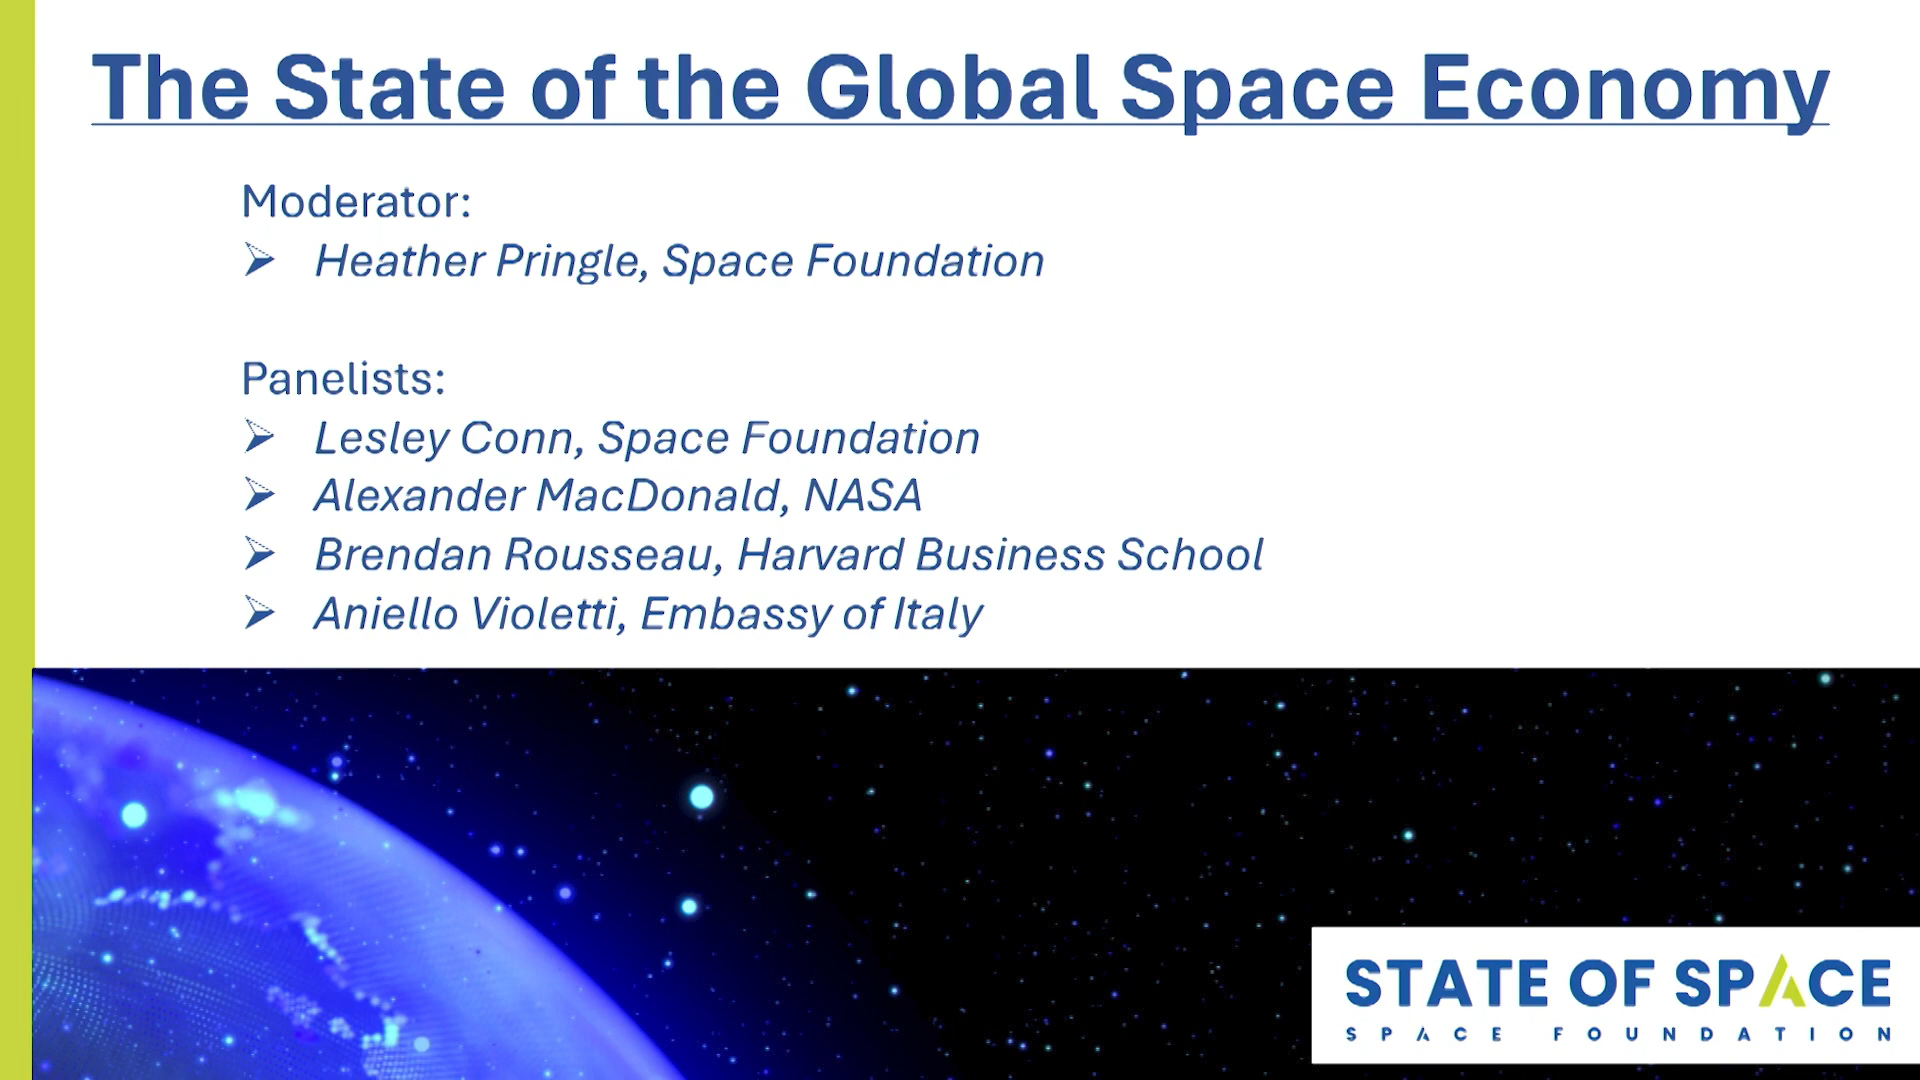 The State of the Global Space Economy
Moderator:
➢ Heather Pringle, Space Foundation
Panelists:
➢ Lesley Conn, Space Foundation
➢ Alexander MacDonald, NASA
➢ Brendan Rousseau, Harvard Business School
➢ Aniello Violetti, Embassy of Italy
STATE OF SPACE
SPACE FOUNDATION